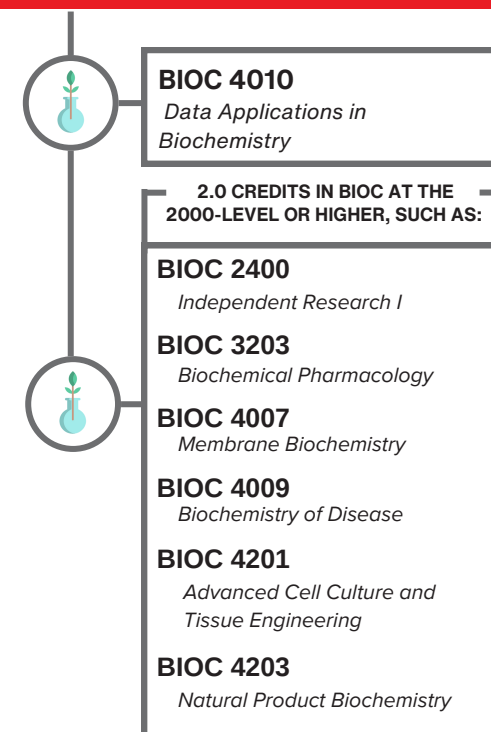 BIOC 4010
Data Applications in
Biochemistry
2.0 CREDITS IN BIOC AT THE
2000-LEVEL OR HIGHER, SUCH AS:
BIOC 2400
Independent Research I
BIOC 3203
Biochemical Pharmacology
BIOC 4007
Membrane Biochemistry
BIOC 4009
Biochemistry of Disease
BIOC 4201
Advanced Cell Culture and
Tissue Engineering
BIOC 4203
Natural Product Biochemistry